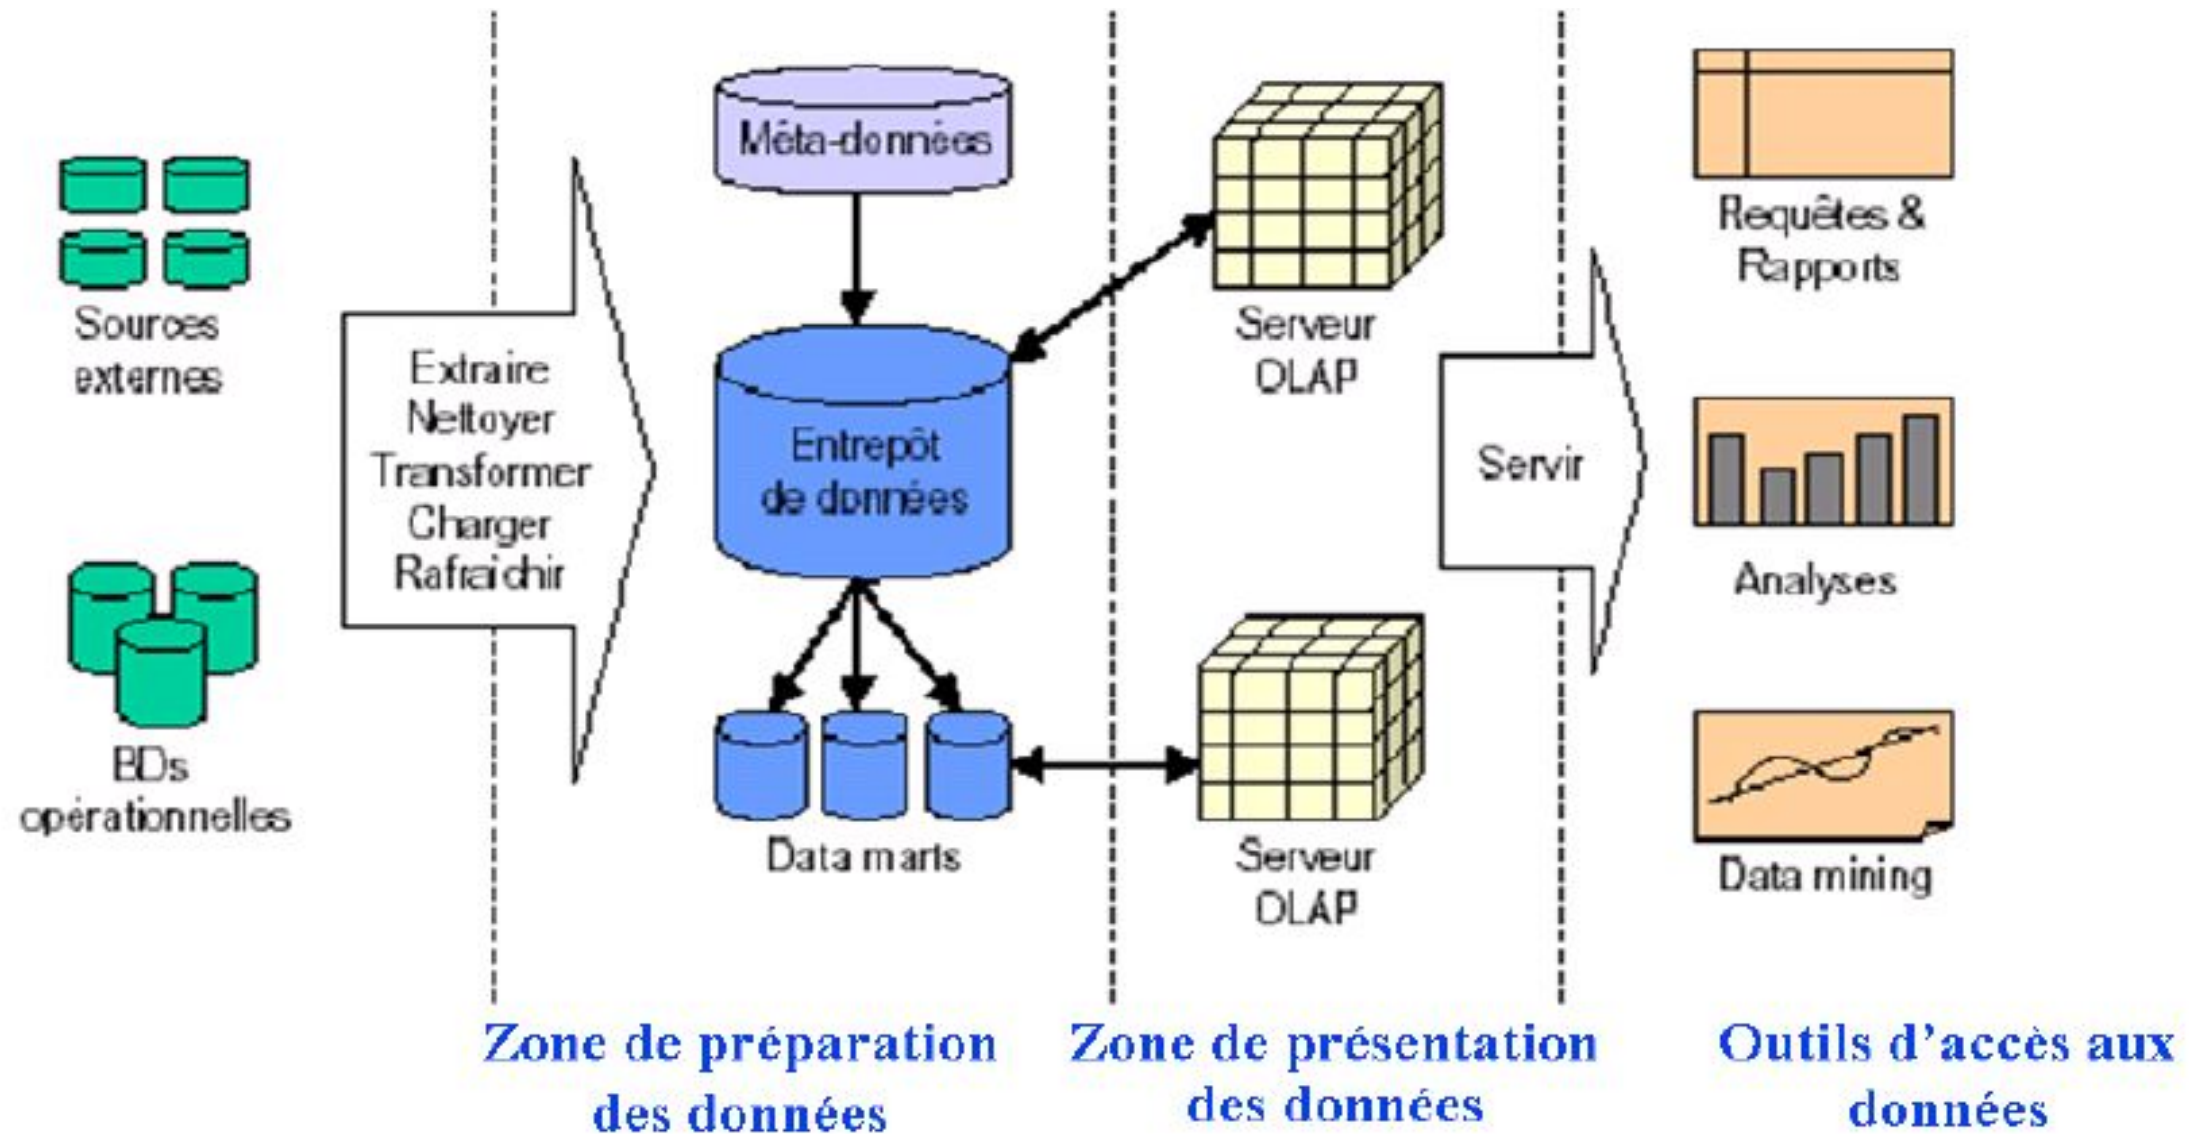 Sources
externes
BDs
opérationnelles
Extraire
Nettoyer
Transformer
Charger
Rafraîchir
Méta-données
Entrepôt
de données
Data marts
Serveur
OLAP
Serveur
OLAP
Servir
Requêtes &
Rapports
Analyses
Data mining
Zone de préparation
des données
Zone de présentation
des données
Outils d'accès aux
données